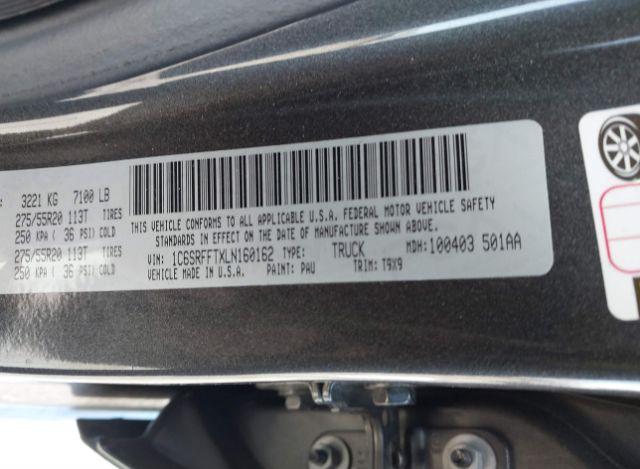 : 3221 KG 7100 LB
275/55R20 113T TIRES
250 KPA ( 36 PSI) COLD
275/55R20 113T TIRES
250 KPA ( 36 PSI) COLD
THIS VEHICLE CONFORMS TO ALL APPLICABLE U.S.A. FEDERAL MOTOR VEHICLE SAFETY
STANDARDS IN EFFECT ON THE DATE OF MANUFACTURE SHOWN ABOVE.
VIN: 1C6SRFFTXLN160162 TYPE: TRUCK MDH: 100403 501AA
VEHICLE MADE IN U.S.A. PAINT: PAU TRIM: T9X9